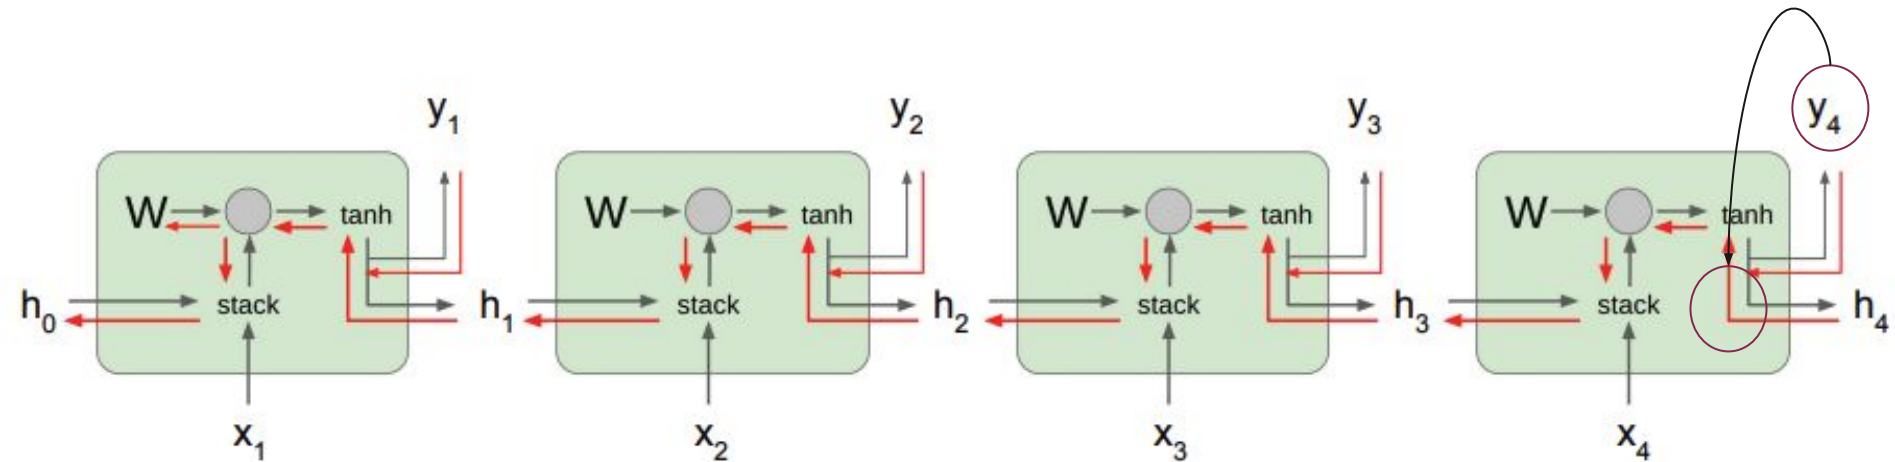 y1 y2 y3 y4
W tanh W tanh W tanh W tanh
h0 stack h1 stack h2 stack h3 stack h4
x1 x2 x3 x4